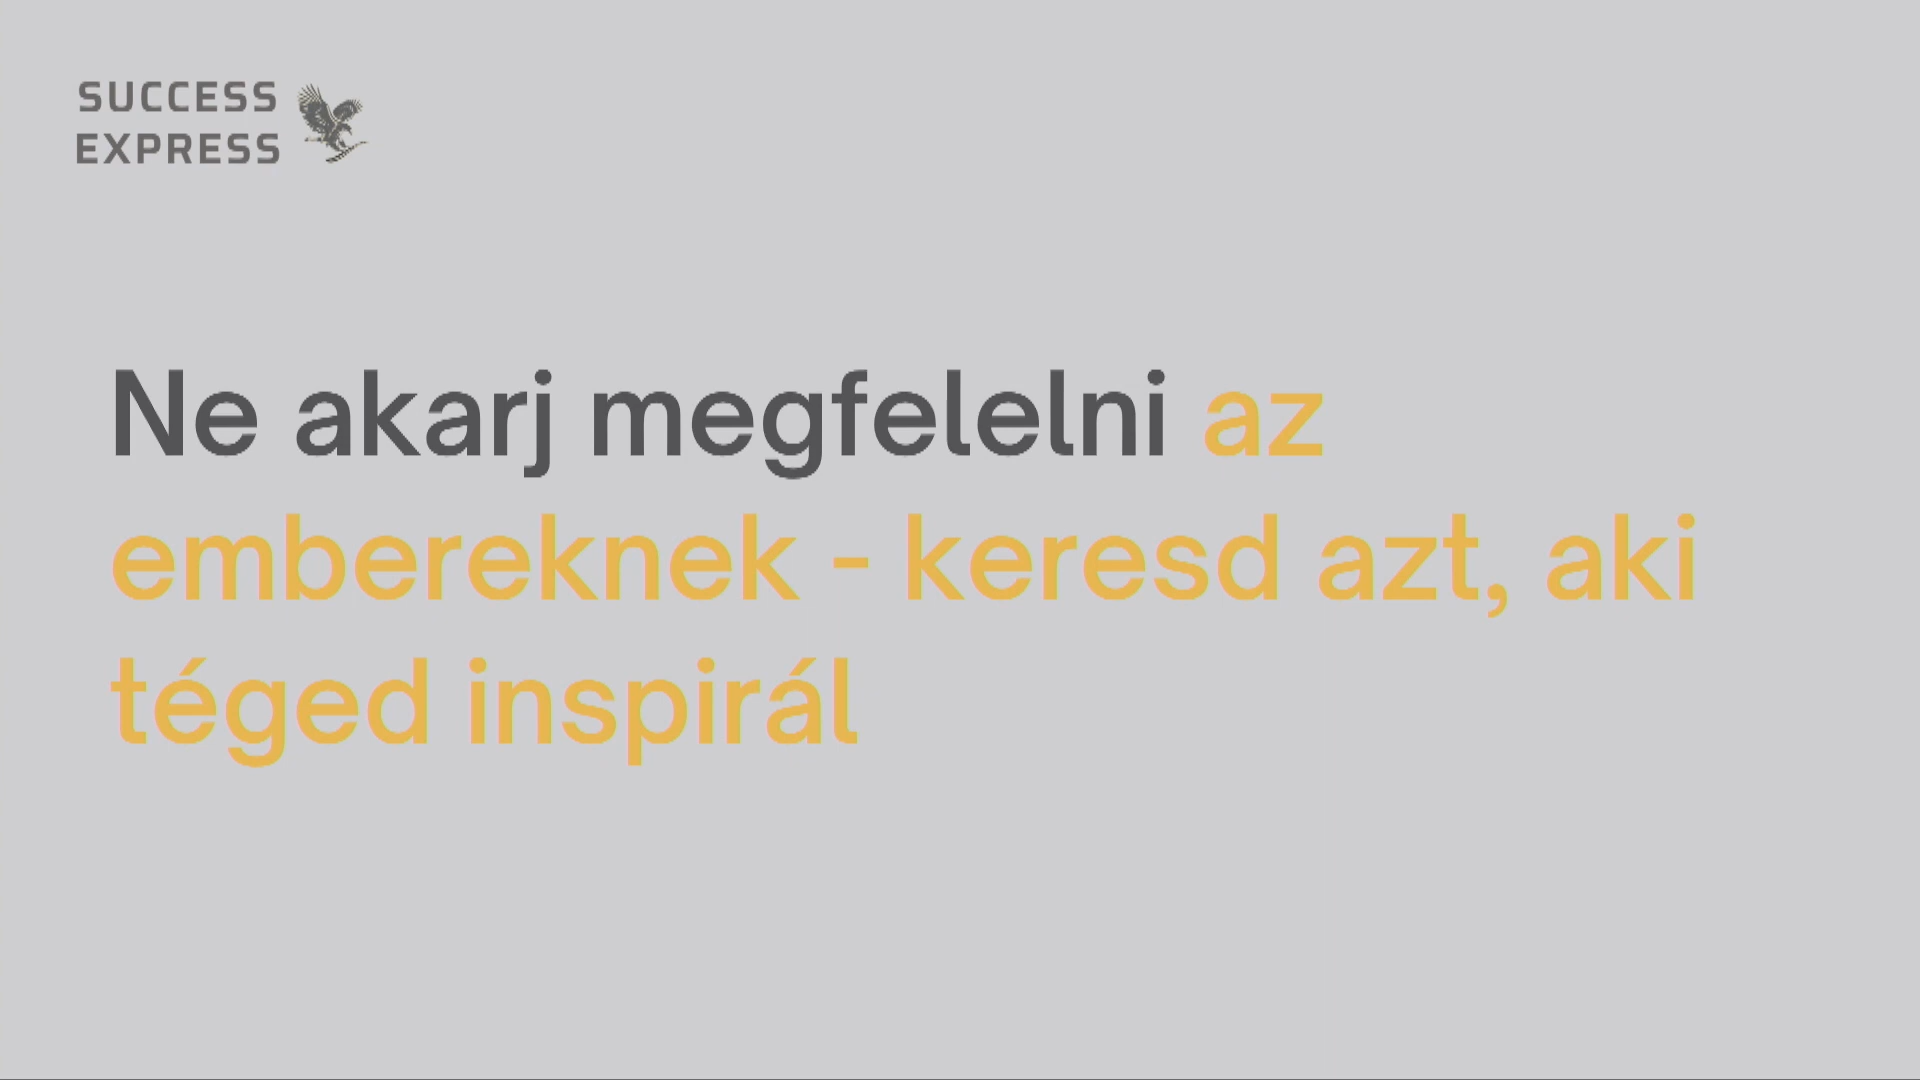 SUCCESS
EXPRESS
Ne akarj megfelelni az
embereknek - keresd azt, aki
téged inspirál